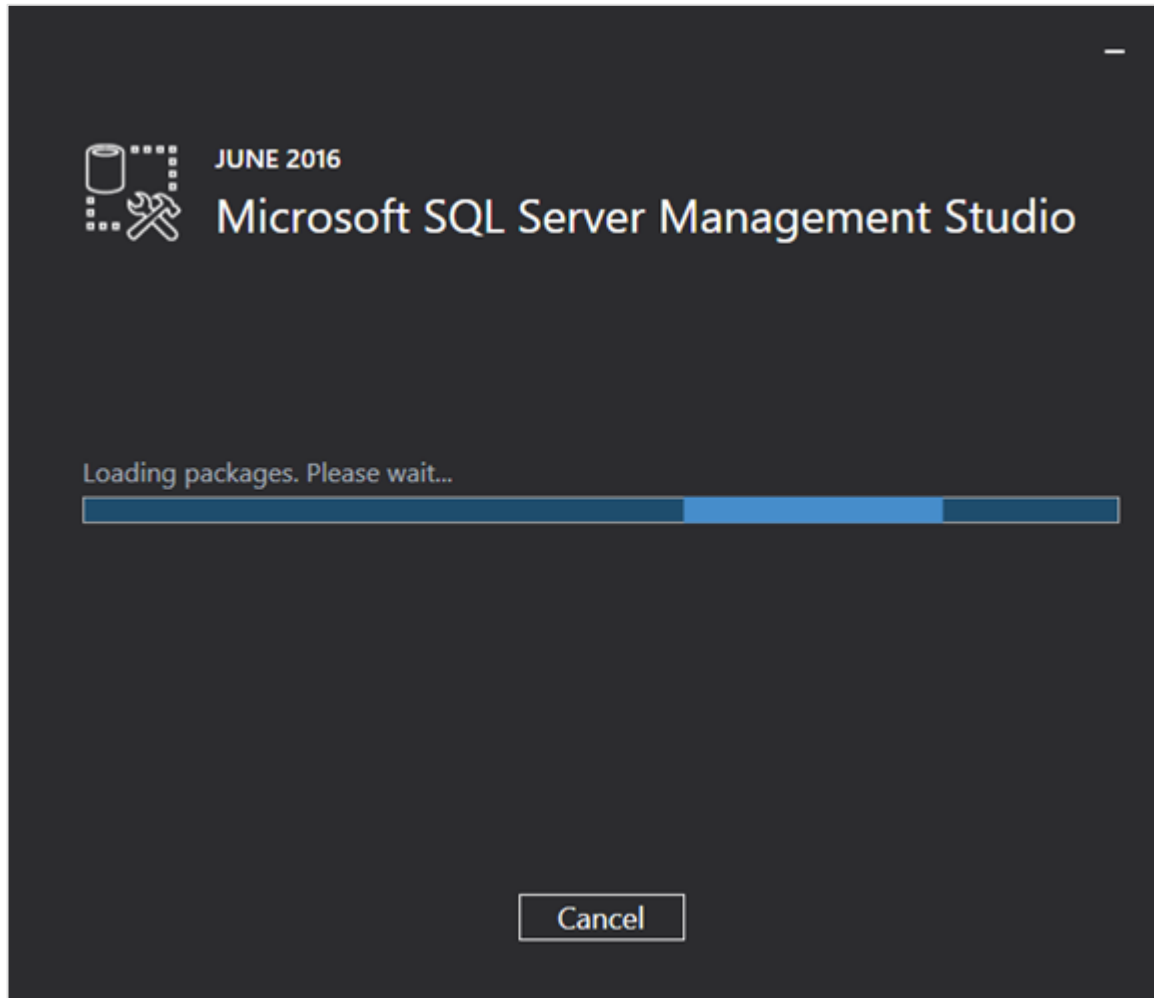 JUNE 2016
Microsoft SQL Server Management Studio
Loading packages. Please wait...
Cancel